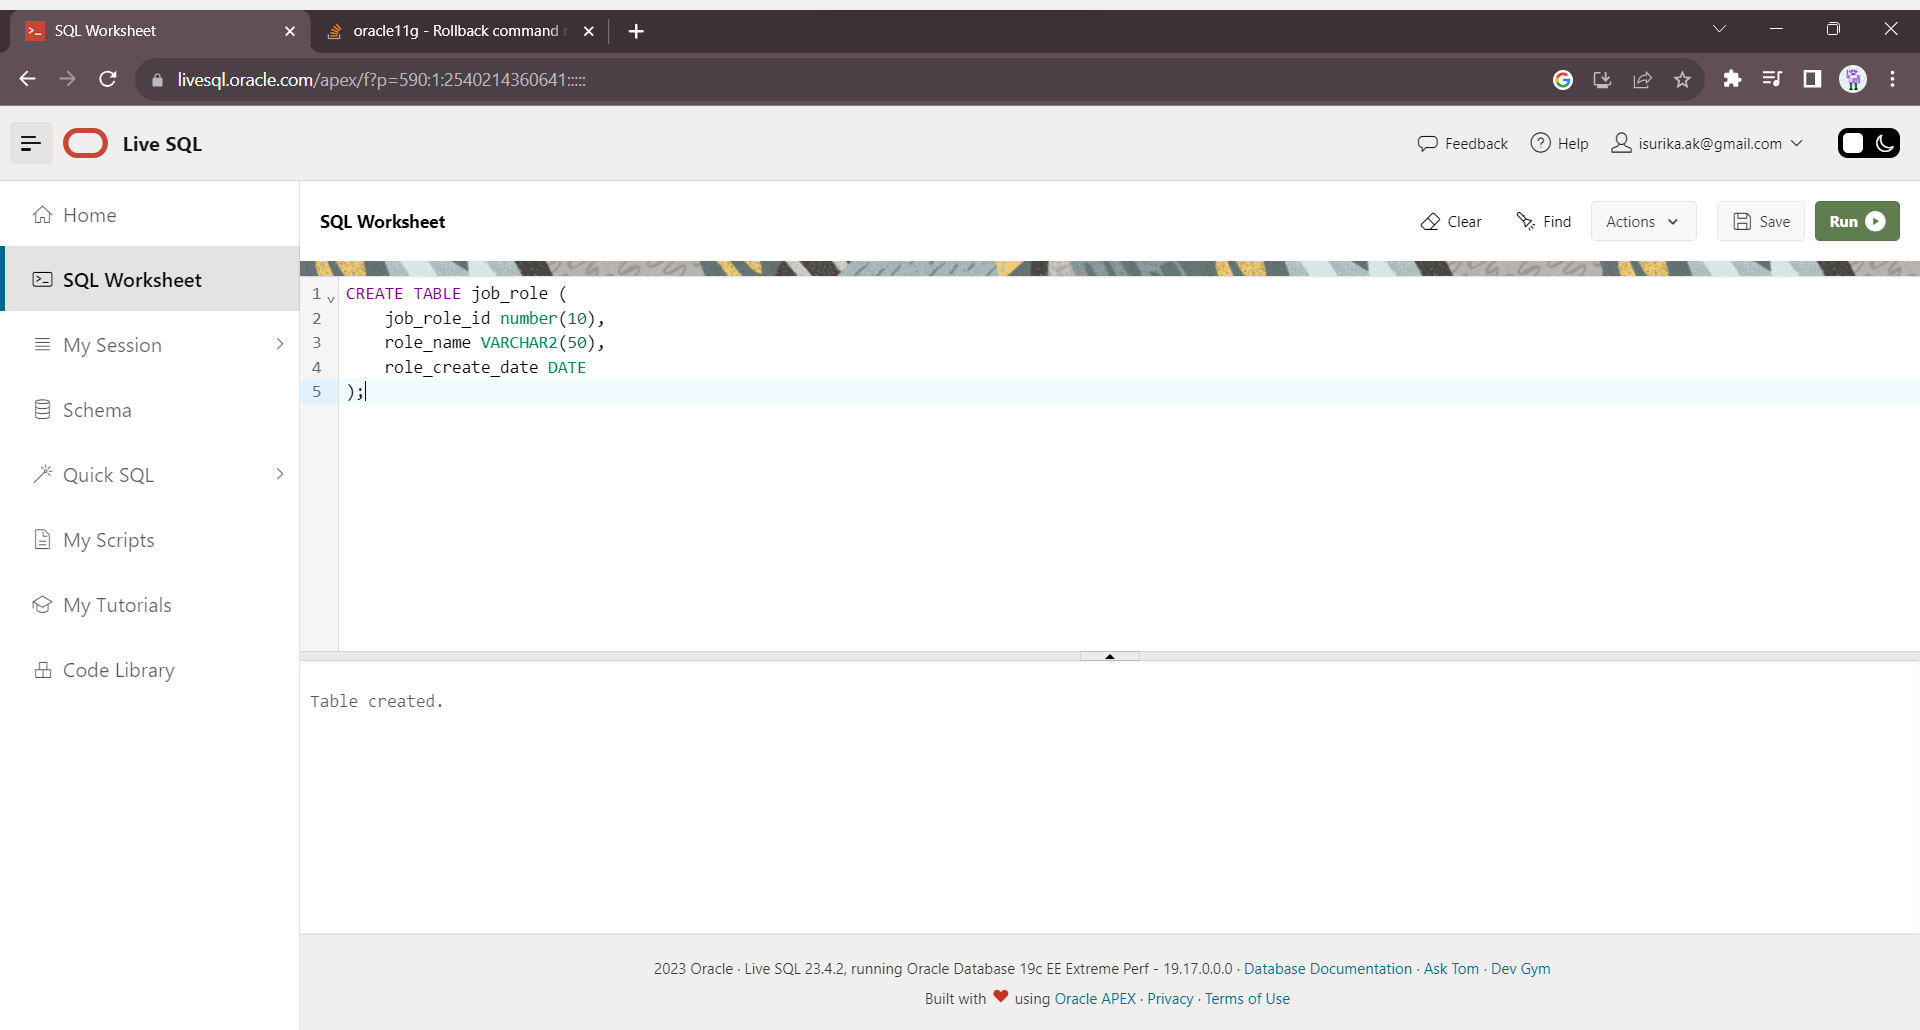 SQL Worksheet
oracle11g - Rollback command
livesql.oracle.com/apex/f?p=590:1:2540214360641:::::
Live SQL
Feedback
Help
isurika.ak@gmail.com
Home
SQL Worksheet
My Session
Schema
Quick SQL
My Scripts
My Tutorials
Code Library
SQL Worksheet
Clear
Find
Actions
Save
Run
1 CREATE TABLE job_role (
2 job_role_id number(10),
3 role_name VARCHAR2(50),
4 role_create_date DATE
5 );
Table created.
2023 Oracle · Live SQL 23.4.2, running Oracle Database 19c EE Extreme Perf - 19.17.0.0.0 · Database Documentation · Ask Tom · Dev Gym
Built with ❤ using Oracle APEX · Privacy · Terms of Use